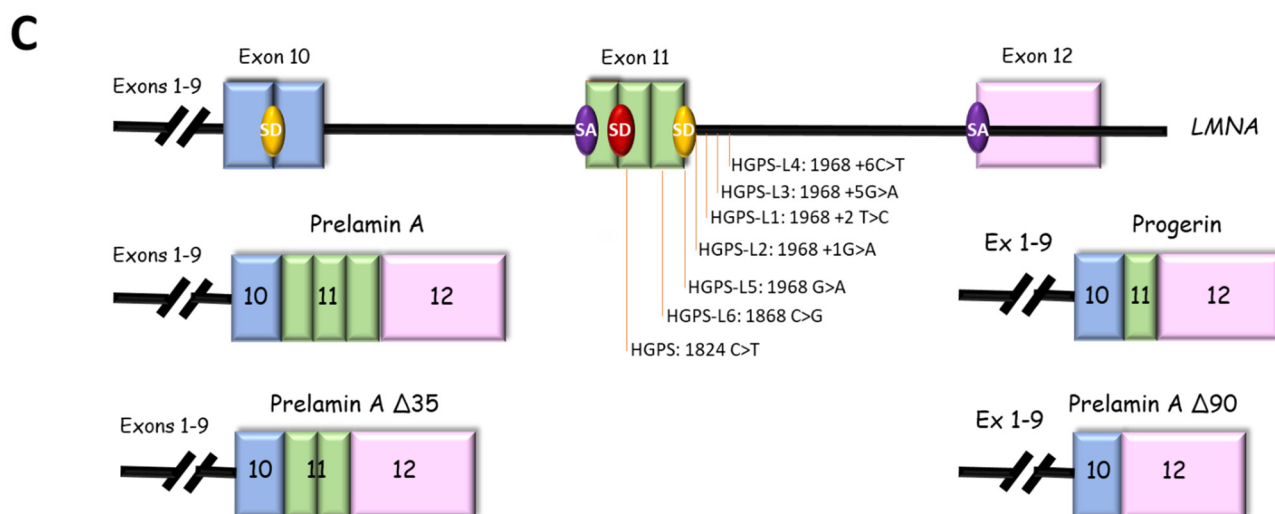 C
Exon 10
Exon 11
Exon 12
Exons 1-9
SD
SA
SD
SD
SA
LMNA
HGPS-L4: 1968 +6C>T
HGPS-L3: 1968 +5G>A
HGPS-L1: 1968 +2 T>C
HGPS-L2: 1968 +1G>A
HGPS-L5: 1968 G>A
HGPS-L6: 1868 C>G
HGPS: 1824 C>T
Prelamin A
Exons 1-9
10
11
12
Progerin
Ex 1-9
10
11
12
Prelamin A Δ35
Exons 1-9
10
11
12
Prelamin A Δ90
Ex 1-9
10
12